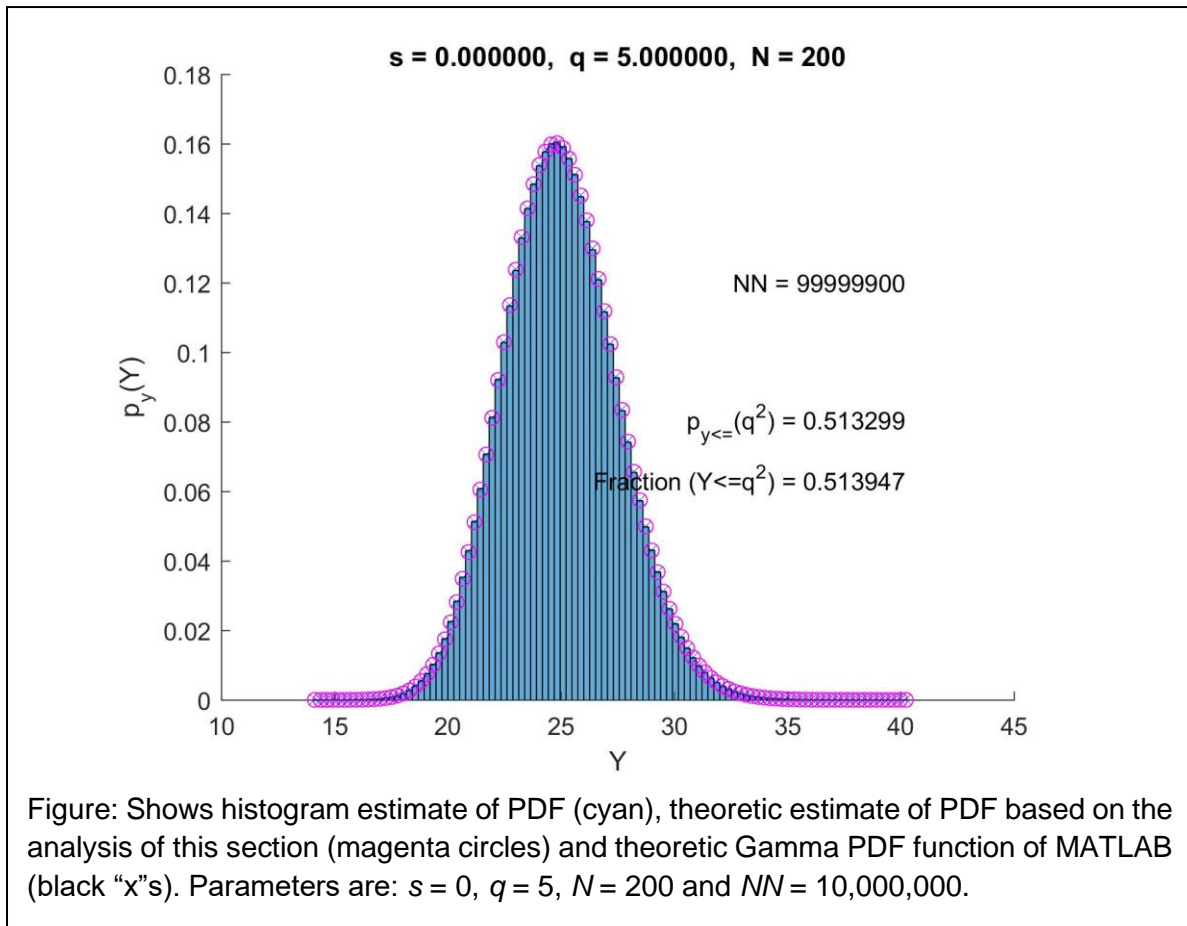 s = 0.000000,  q = 5.000000,  N = 200
0.18
0.16
0.14
0.12
0.1
0.08
0.06
0.04
0.02
0
p_y(Y)
NN = 99999900
p_{y<=}(q^2) = 0.513299
Fraction (Y<=q^2) = 0.513947
10 15 20 25 30 35 40 45
Y
Figure: Shows histogram estimate of PDF (cyan), theoretic estimate of PDF based on the
analysis of this section (magenta circles) and theoretic Gamma PDF function of MATLAB
(black “x”s). Parameters are: s = 0, q = 5, N = 200 and NN = 10,000,000.